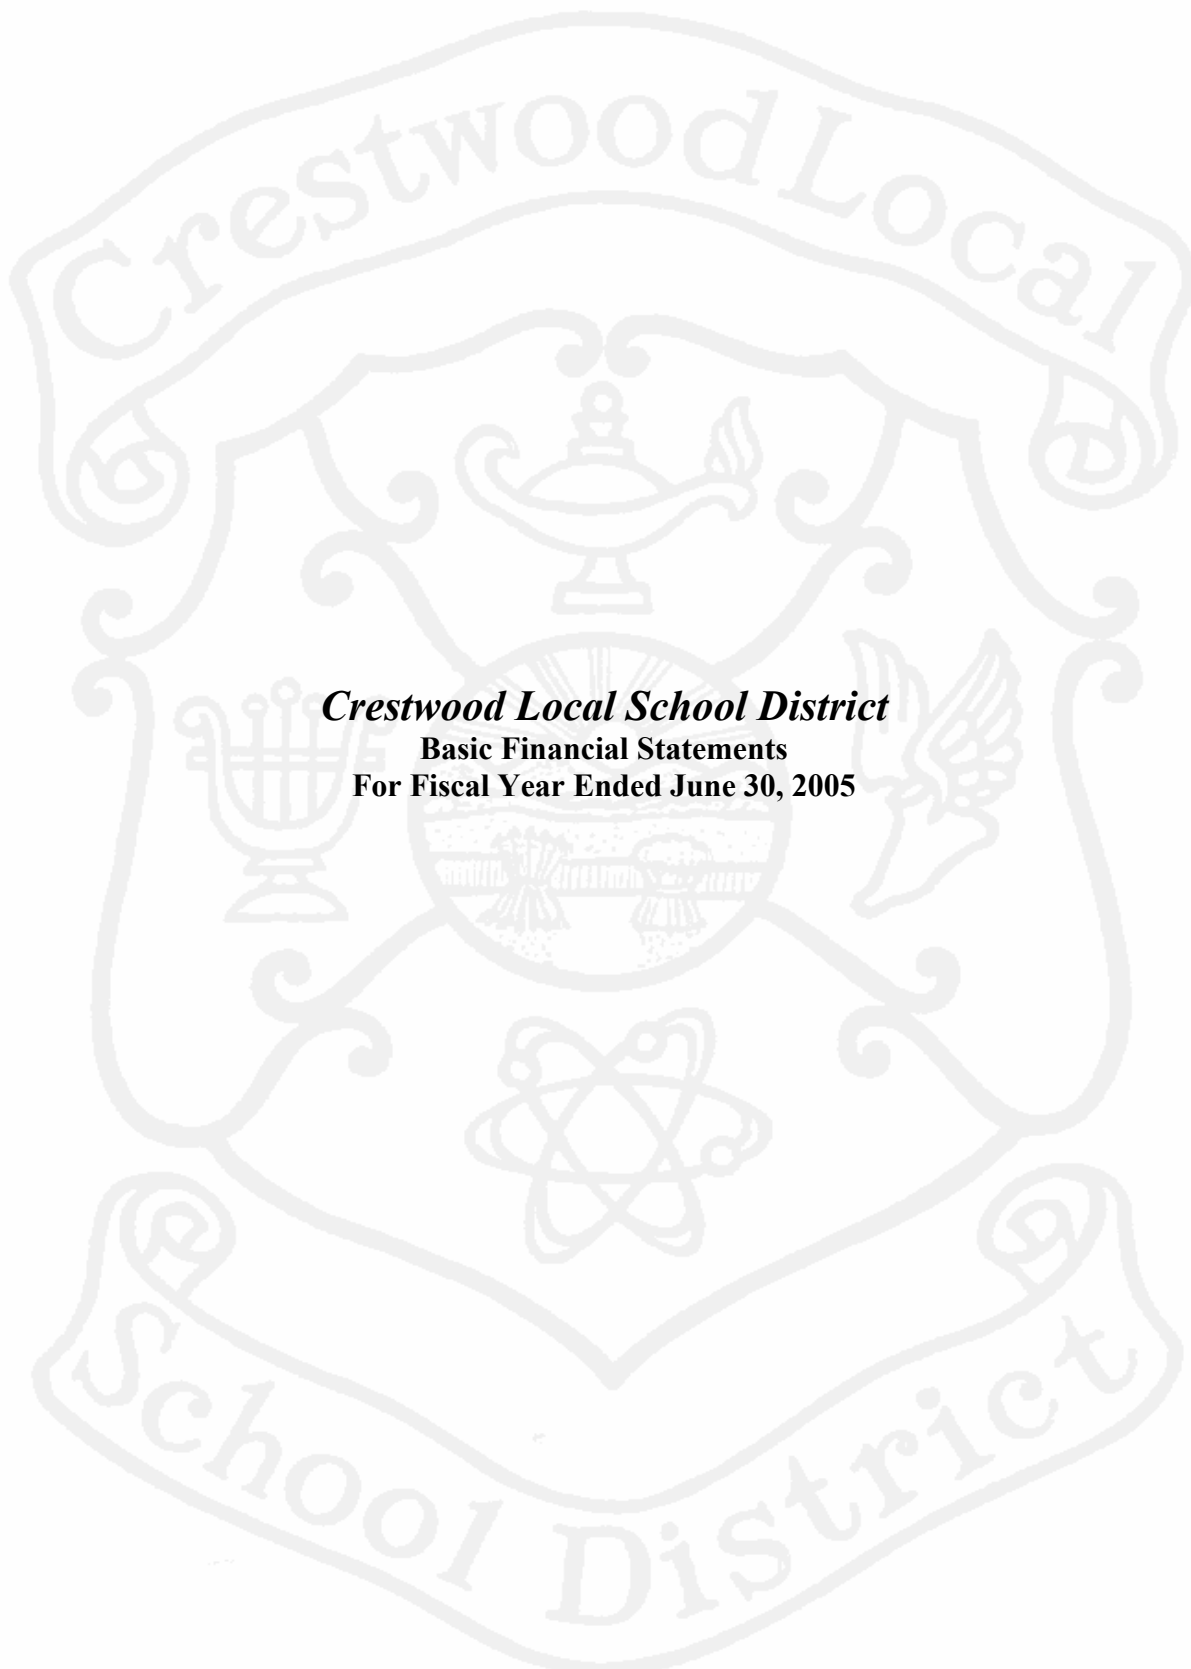 Crestwood Local
Crestwood Local School District
Basic Financial Statements
For Fiscal Year Ended June 30, 2005
School District